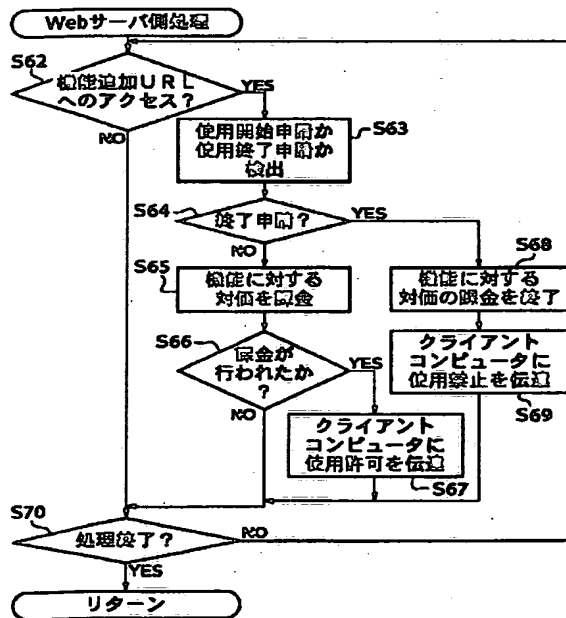 Webサーバ側処理
S62
機能追加URL
へのアクセス？
YES
NO
使用開始申請か
使用終了申請か
検出
S63
S64
終了申請？
YES
NO
S65
機能に対する
対価を課金
S68
機能に対する
対価の課金を終了
S66
課金が
行われたか
？
YES
NO
クライアント
コンピュータに
使用禁止を伝達
S69
クライアント
コンピュータに
使用許可を伝達
S67
S70
処理終了？
NO
YES
リターン